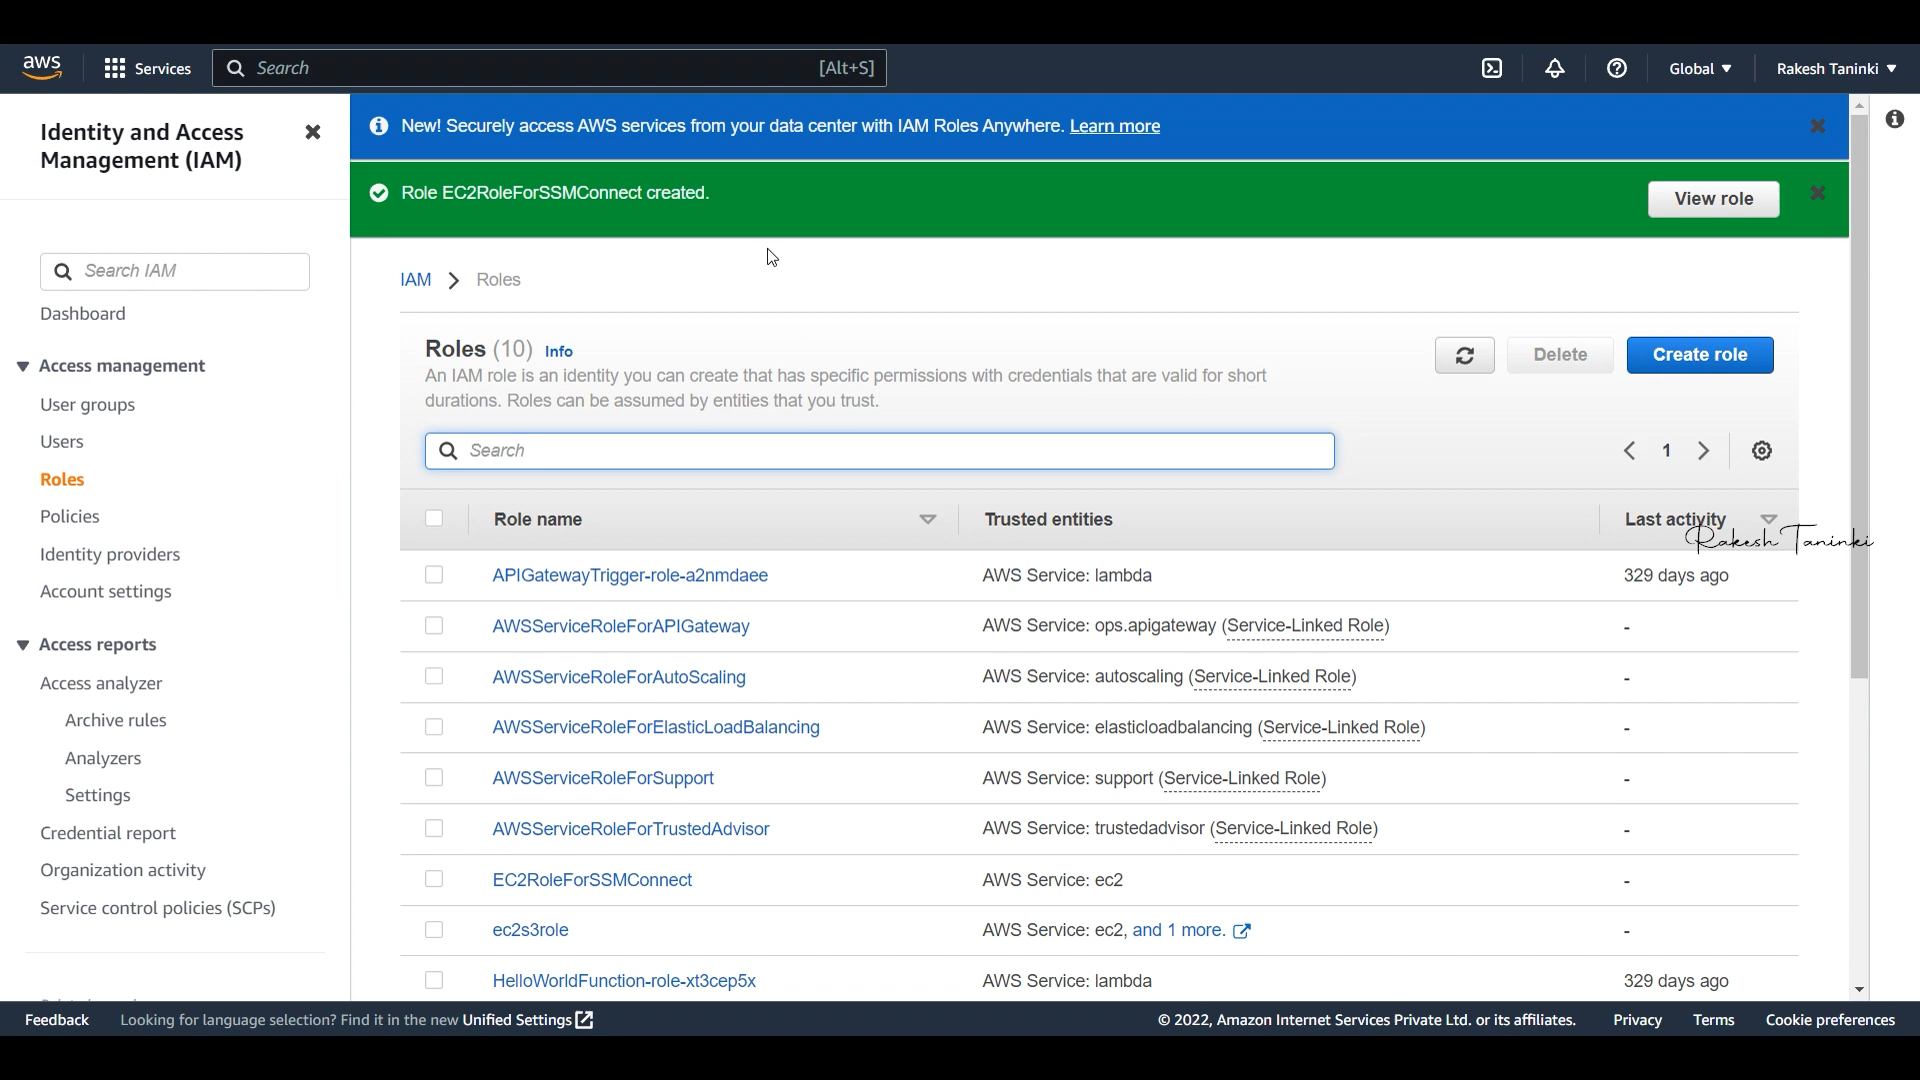 aws
Services
Search
[Alt+S]
Global
Rakesh Taninki
Identity and Access
Management (IAM)
Search IAM
Dashboard
Access management
User groups
Users
Roles
Policies
Identity providers
Account settings
Access reports
Access analyzer
Archive rules
Analyzers
Settings
Credential report
Organization activity
Service control policies (SCPs)
New! Securely access AWS services from your data center with IAM Roles Anywhere. Learn more
Role EC2RoleForSSMConnect created.
View role
IAM > Roles
Roles (10) Info
An IAM role is an identity you can create that has specific permissions with credentials that are valid for short
durations. Roles can be assumed by entities that you trust.
Delete
Create role
Search
1
Role name Trusted entities Last activity
Rakesh Taninki
APIGatewayTrigger-role-a2nmdaee AWS Service: lambda 329 days ago
AWSServiceRoleForAPIGateway AWS Service: ops.apigateway (Service-Linked Role) -
AWSServiceRoleForAutoScaling AWS Service: autoscaling (Service-Linked Role) -
AWSServiceRoleForElasticLoadBalancing AWS Service: elasticloadbalancing (Service-Linked Role) -
AWSServiceRoleForSupport AWS Service: support (Service-Linked Role) -
AWSServiceRoleForTrustedAdvisor AWS Service: trustedadvisor (Service-Linked Role) -
EC2RoleForSSMConnect AWS Service: ec2 -
ec2s3role AWS Service: ec2, and 1 more. -
HelloWorldFunction-role-xt3cep5x AWS Service: lambda 329 days ago
Feedback Looking for language selection? Find it in the new Unified Settings
© 2022, Amazon Internet Services Private Ltd. or its affiliates. Privacy Terms Cookie preferences